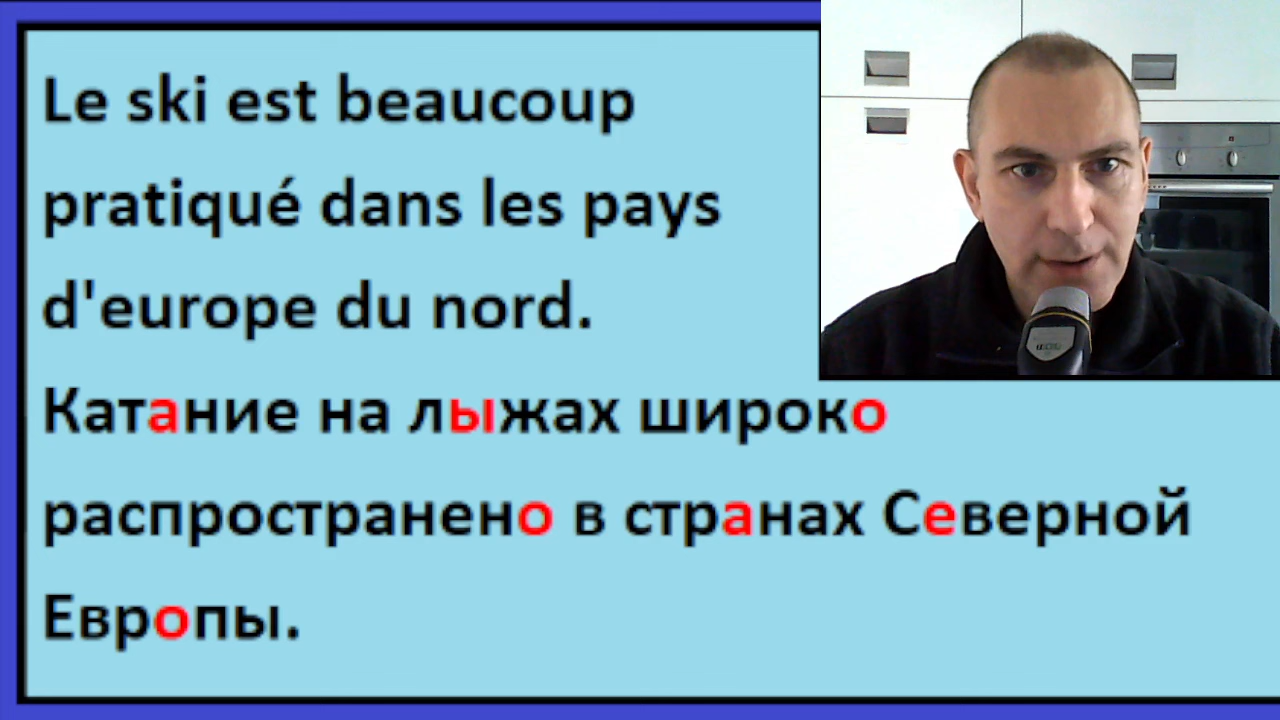 Le ski est beaucoup
pratiqué dans les pays
d'europe du nord.
Катание на лыжах широко
распространено в странах Северной
Европы.